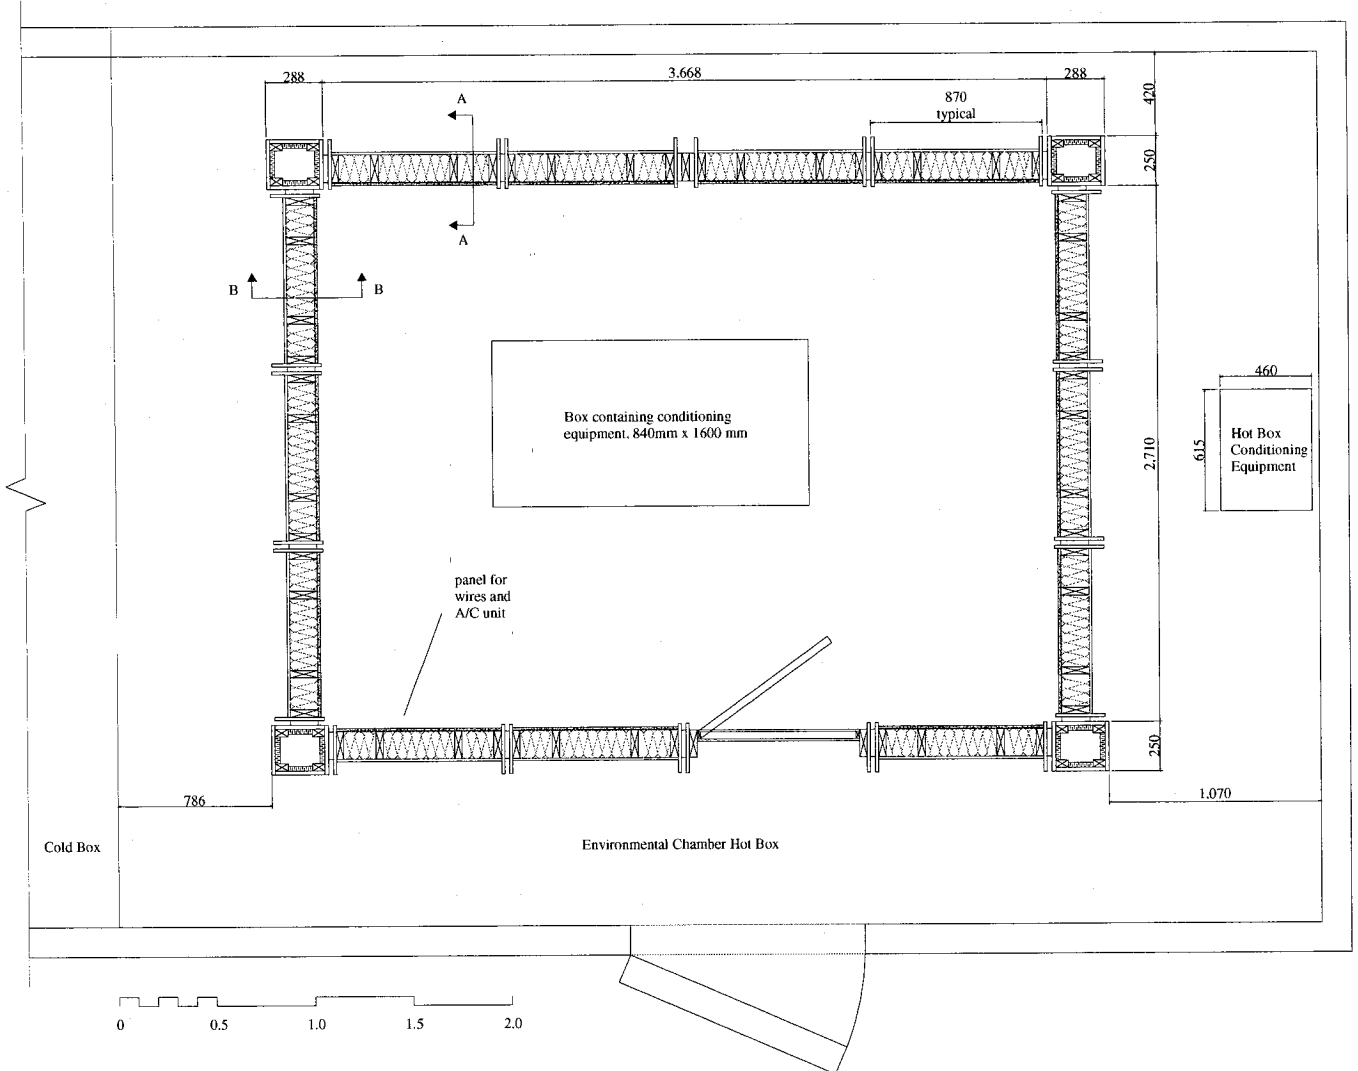 288
3.668
288
870
typical
420
250
A
A
B
B
460
615
Hot Box
Conditioning
Equipment
Box containing conditioning
equipment, 840mm x 1600 mm
2,710
panel for
wires and
A/C unit
250
786
1,070
Cold Box
Environmental Chamber Hot Box
0
0.5
1.0
1.5
2.0